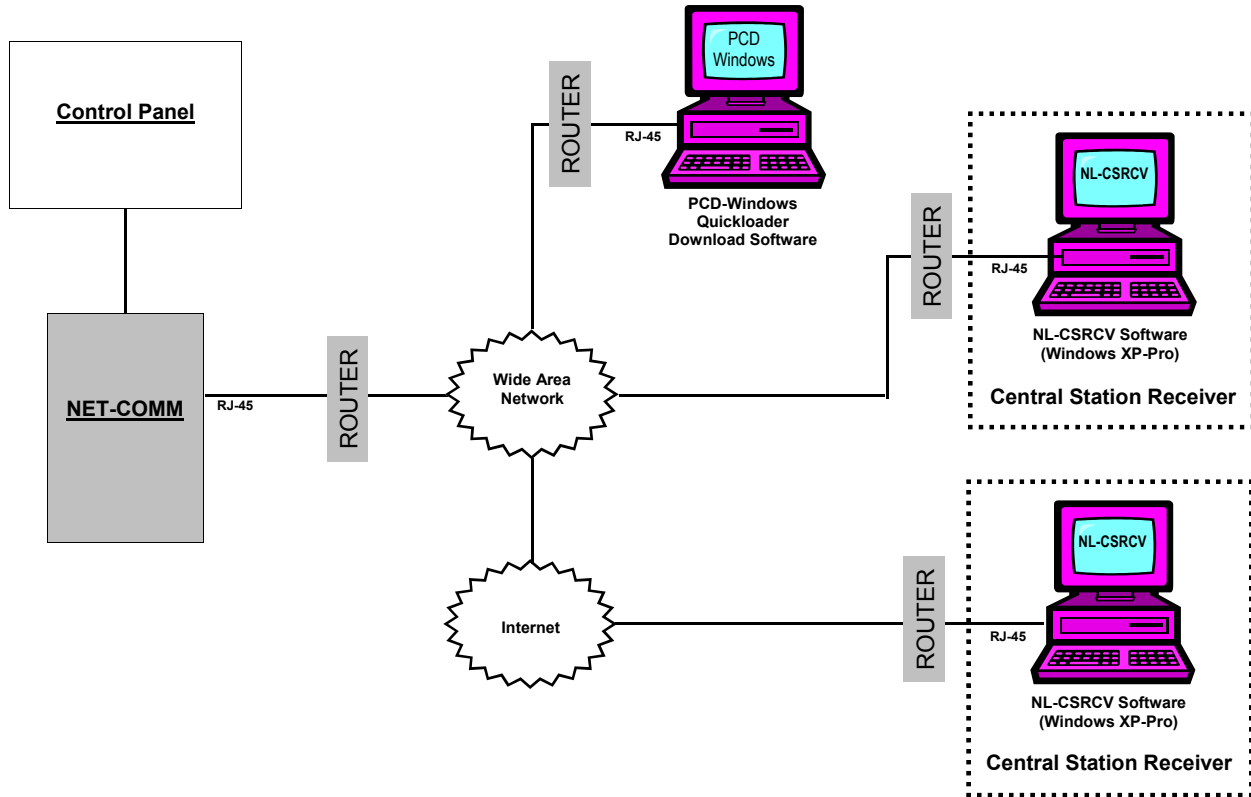 Control Panel
NET-COMM
RJ-45
ROUTER
Wide Area
Network
Internet
ROUTER
RJ-45
PCD
Windows
PCD-Windows
Quickloader
Download Software
ROUTER
RJ-45
NL-CSRCV
NL-CSRCV Software
(Windows XP-Pro)
Central Station Receiver
ROUTER
RJ-45
NL-CSRCV
NL-CSRCV Software
(Windows XP-Pro)
Central Station Receiver